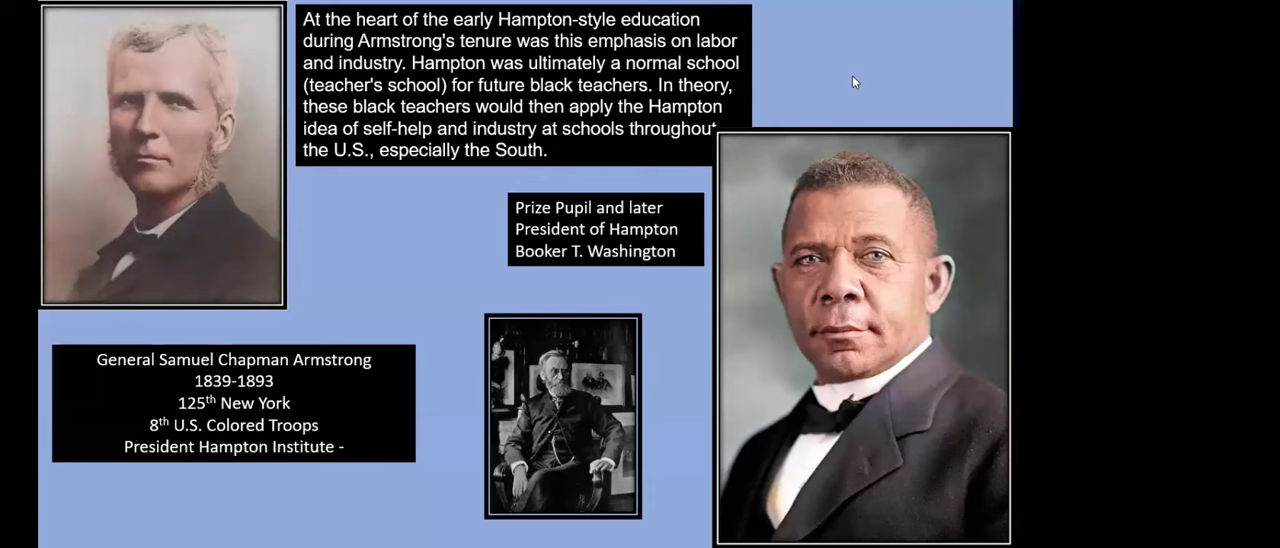 At the heart of the early Hampton-style education
during Armstrong's tenure was this emphasis on labor
and industry. Hampton was ultimately a normal school
(teacher's school) for future black teachers. In theory,
these black teachers would then apply the Hampton
idea of self-help and industry at schools throughout
the U.S., especially the South.
Prize Pupil and later
President of Hampton
Booker T. Washington
General Samuel Chapman Armstrong
1839-1893
125th New York
8th U.S. Colored Troops
President Hampton Institute -